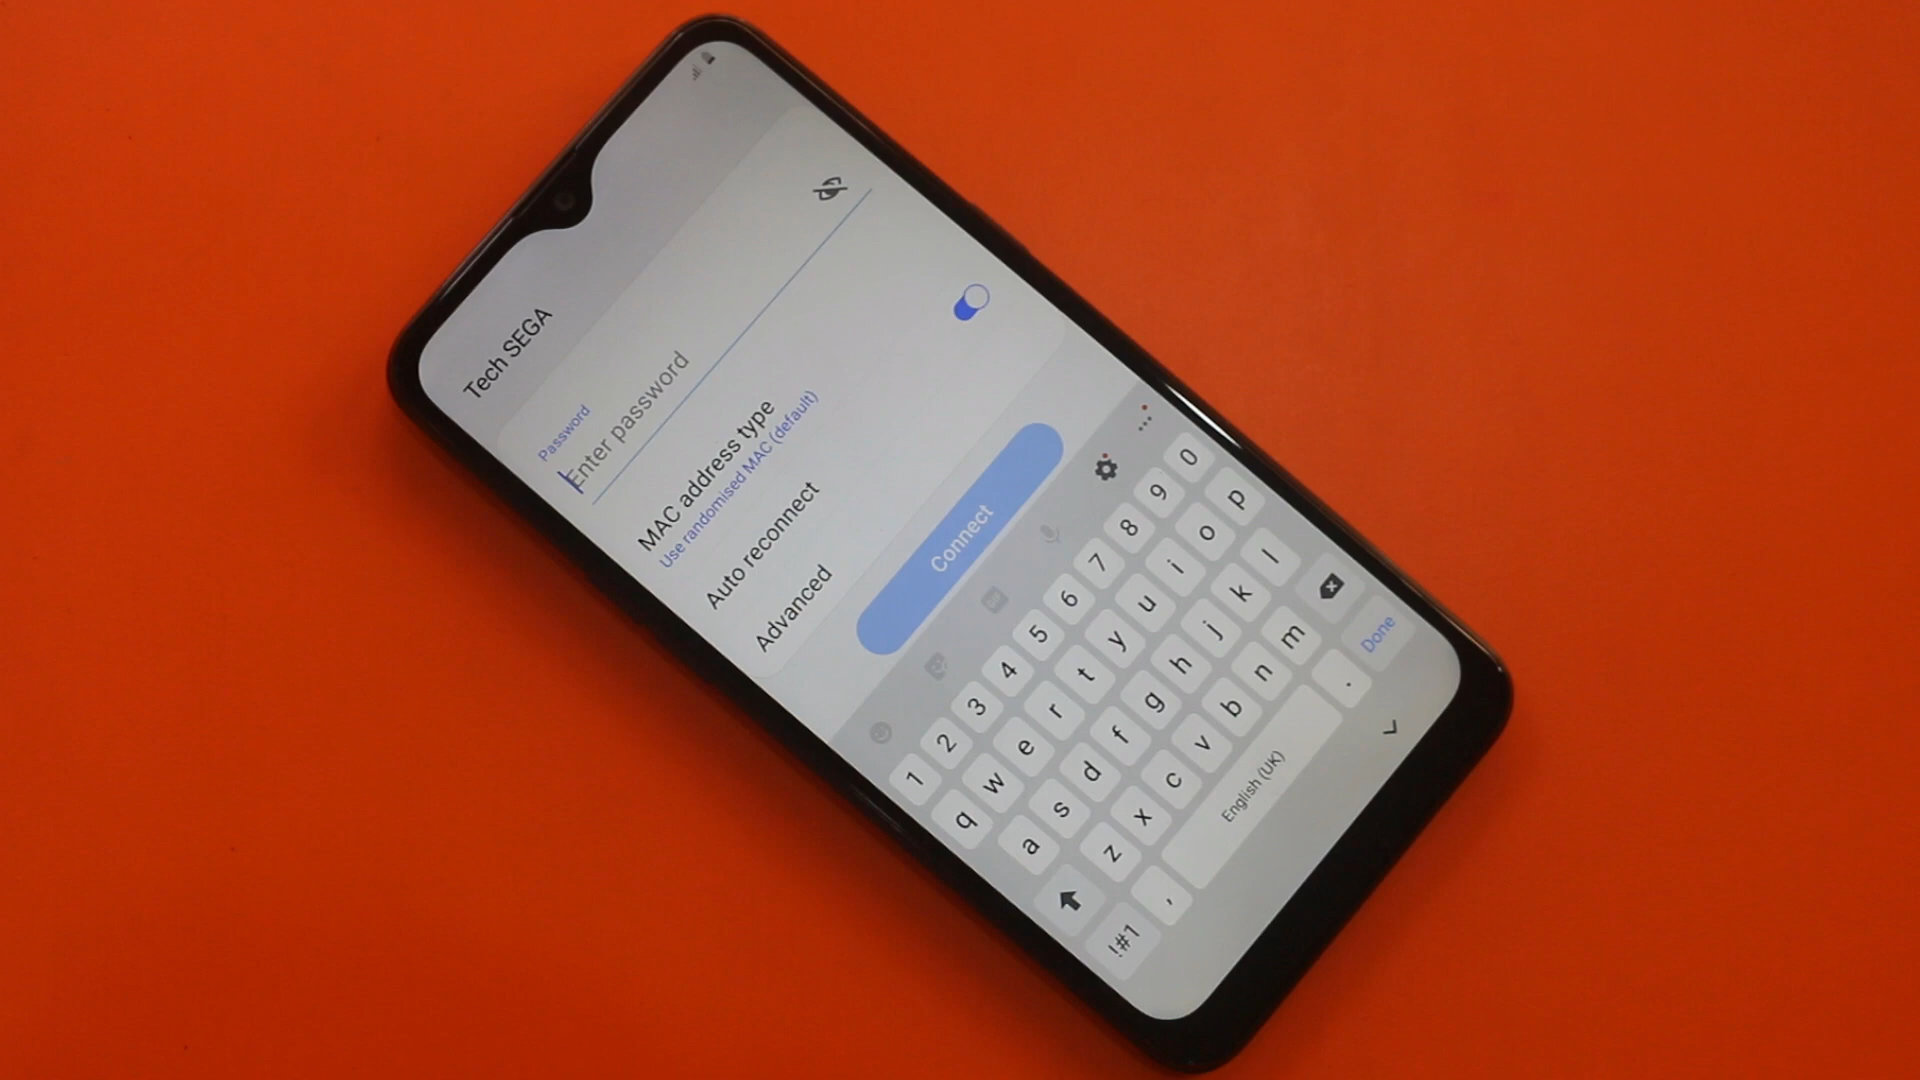 Tech SEGA
Password
Enter password
MAC address type
Use randomised MAC (default)
Auto reconnect
Advanced
Connect
1 2 3 4 5 6 7 8 9 0
q w e r t y u i o p
a s d f g h j k l
z x c v b n m
!#1 , English (UK) . Done